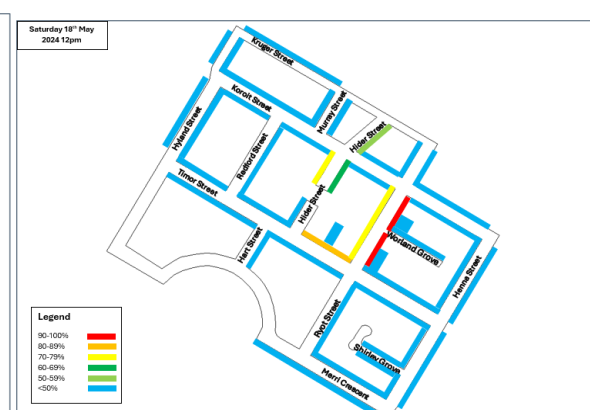 Saturday 18th May
2024 12pm
Kruger Street
Koroit Street
Murray Street
Hider Street
Hyland Street
Redford Street
Timor Street
Hider Street
Worland Grove
Hart Street
Henna Street
Ryot Street
Shirley Grove
Merri Crescent
Legend
90-100%
80-89%
70-79%
60-69%
50-59%
<50%